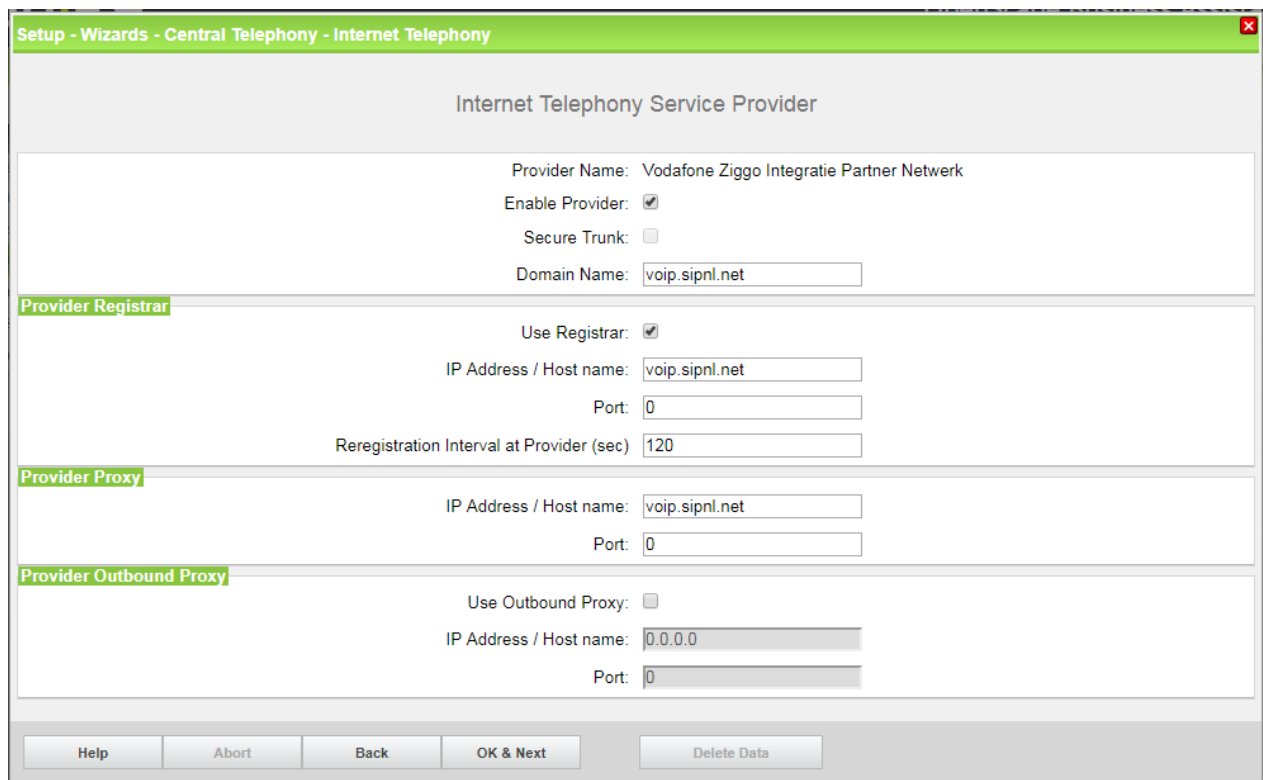 Setup - Wizards - Central Telephony - Internet Telephony
Internet Telephony Service Provider
Provider Name: Vodafone Ziggo Integratie Partner Netwerk
Enable Provider:
Secure Trunk:
Domain Name: voip.sipnl.net
Provider Registrar
Use Registrar:
IP Address / Host name: voip.sipnl.net
Port: 0
Reregistration Interval at Provider (sec) 120
Provider Proxy
IP Address / Host name: voip.sipnl.net
Port: 0
Provider Outbound Proxy
Use Outbound Proxy:
IP Address / Host name: 0.0.0.0
Port: 0
Help Abort Back OK & Next Delete Data